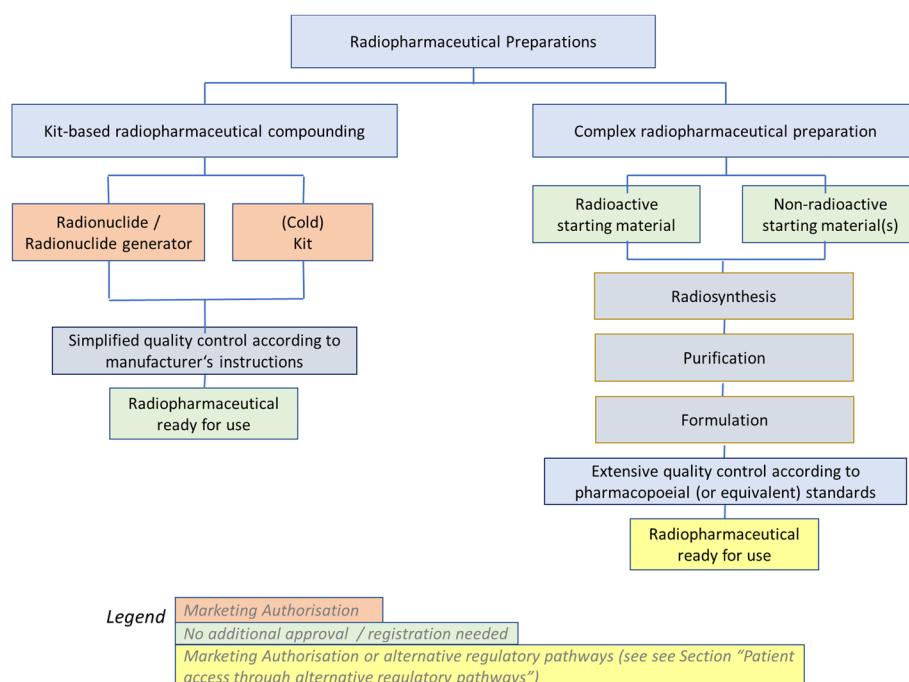 Radiopharmaceutical Preparations
Kit-based radiopharmaceutical compounding
Complex radiopharmaceutical preparation
Radionuclide /
Radionuclide generator
(Cold)
Kit
Radioactive
starting material
Non-radioactive
starting material(s)
Radiosynthesis
Simplified quality control according to
manufacturer‘s instructions
Purification
Radiopharmaceutical
ready for use
Formulation
Extensive quality control according to
pharmacopoeial (or equivalent) standards
Radiopharmaceutical
ready for use
Legend
Marketing Authorisation
No additional approval / registration needed
Marketing Authorisation or alternative regulatory pathways (see see Section “Patient
access through alternative regulatory pathways”)